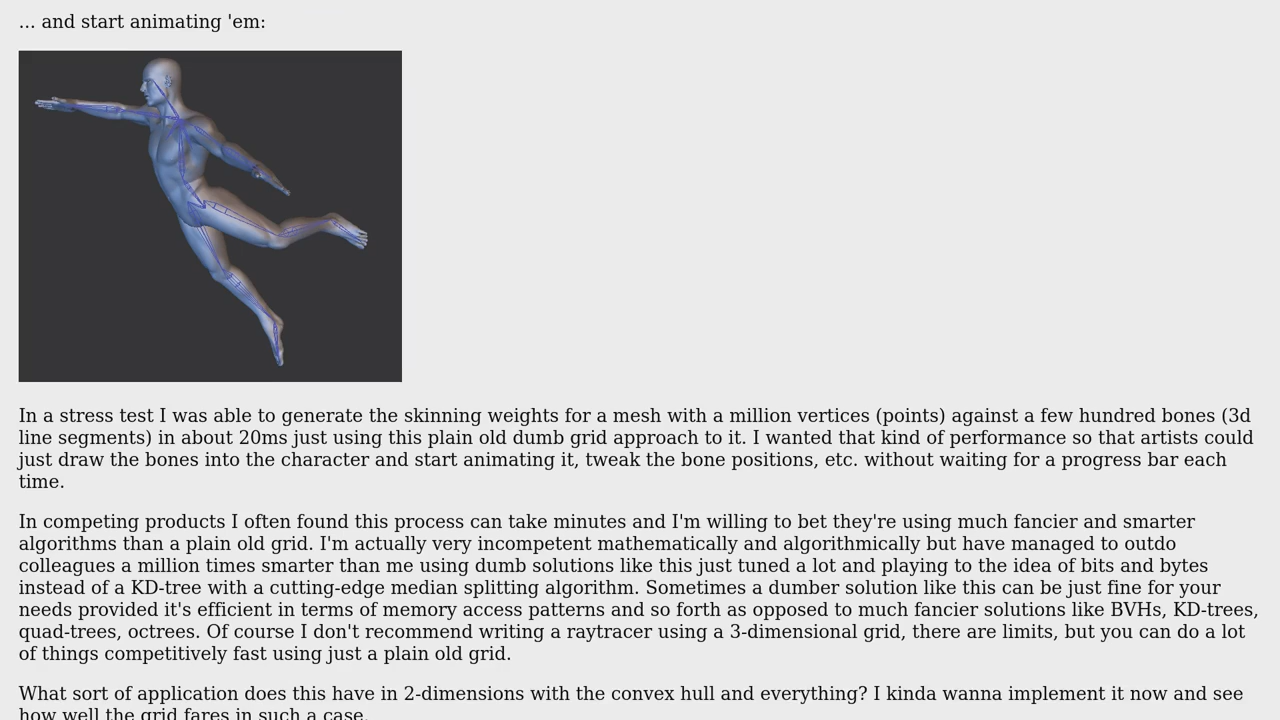 ... and start animating 'em:
In a stress test I was able to generate the skinning weights for a mesh with a million vertices (points) against a few hundred bones (3d
line segments) in about 20ms just using this plain old dumb grid approach to it. I wanted that kind of performance so that artists could
just draw the bones into the character and start animating it, tweak the bone positions, etc. without waiting for a progress bar each
time.
In competing products I often found this process can take minutes and I'm willing to bet they're using much fancier and smarter
algorithms than a plain old grid. I'm actually very incompetent mathematically and algorithmically but have managed to outdo
colleagues a million times smarter than me using dumb solutions like this just tuned a lot and playing to the idea of bits and bytes
instead of a KD-tree with a cutting-edge median splitting algorithm. Sometimes a dumber solution like this can be just fine for your
needs provided it's efficient in terms of memory access patterns and so forth as opposed to much fancier solutions like BVHs, KD-trees,
quad-trees, octrees. Of course I don't recommend writing a raytracer using a 3-dimensional grid, there are limits, but you can do a lot
of things competitively fast using just a plain old grid.
What sort of application does this have in 2-dimensions with the convex hull and everything? I kinda wanna implement it now and see
how well the grid fares in such a case.